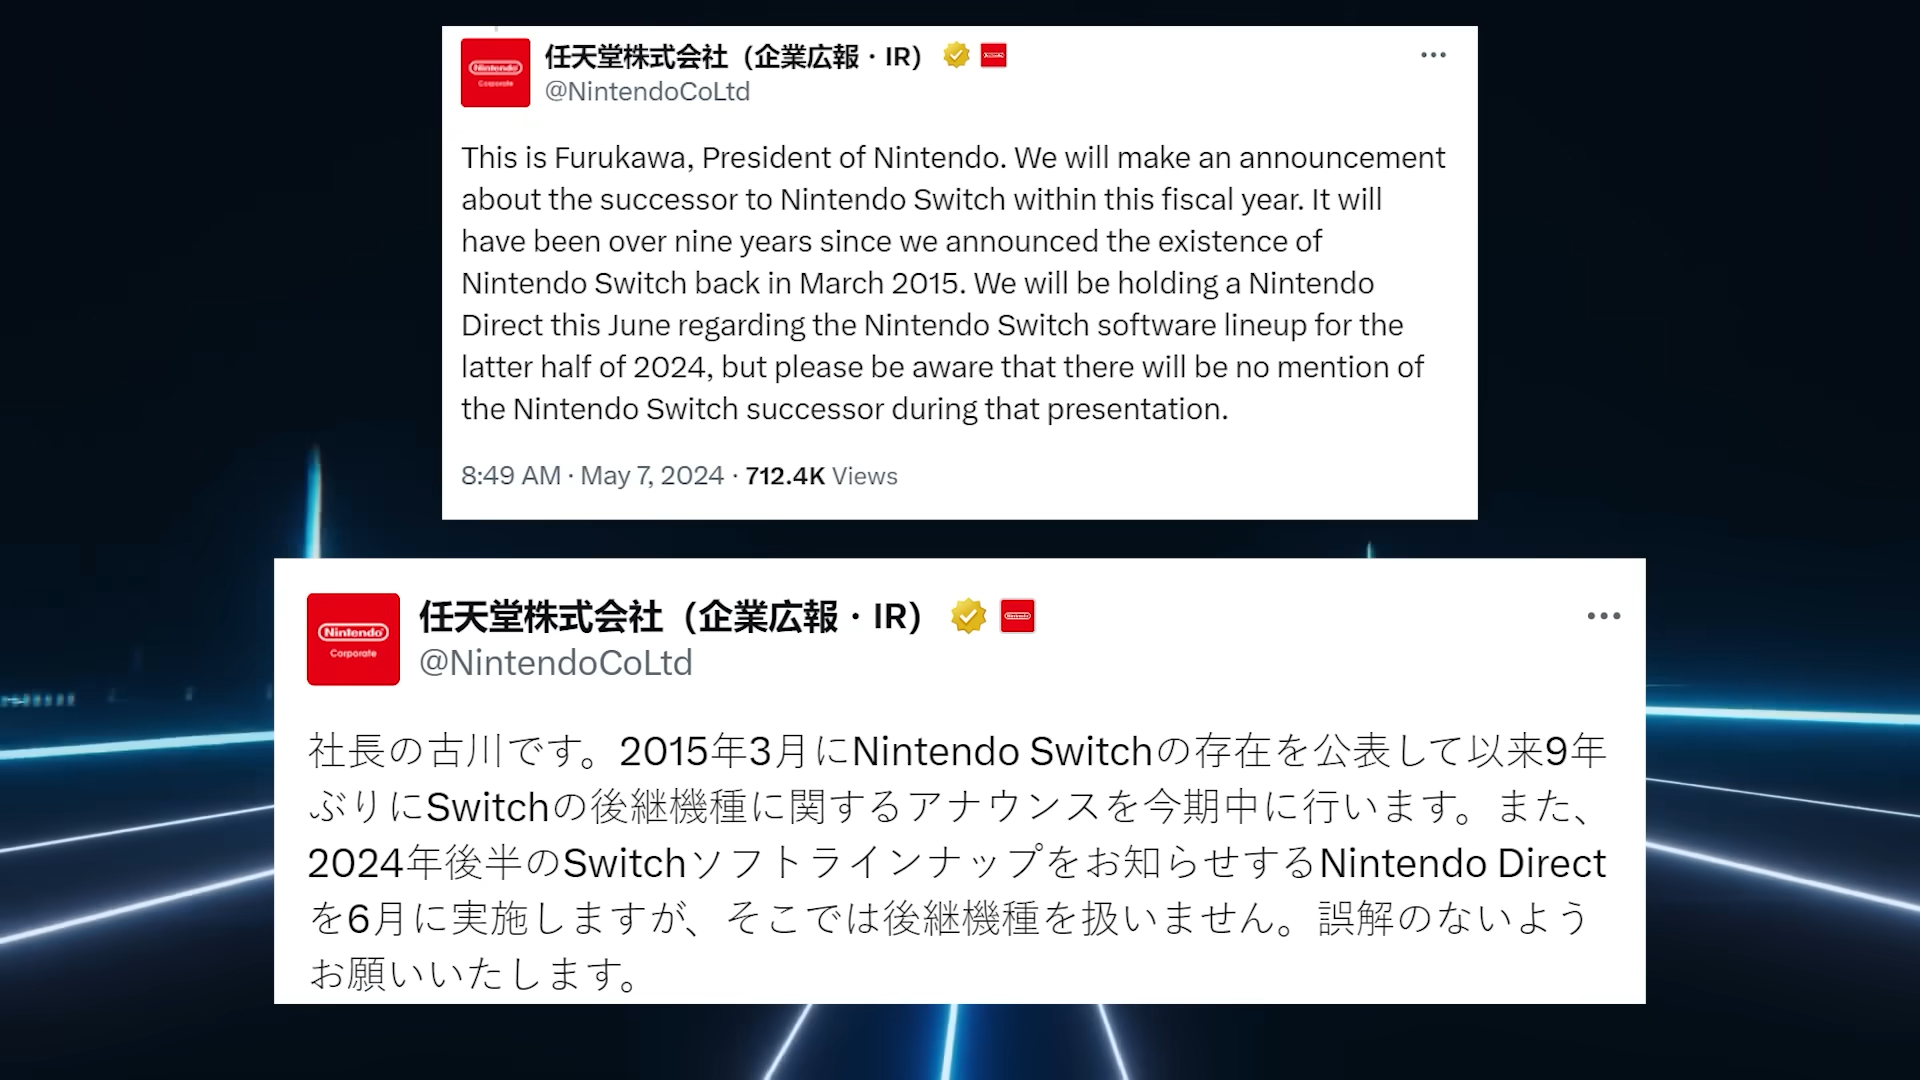 Nintendo
Corporate
任天堂株式会社（企業広報・IR）
@NintendoCoLtd
This is Furukawa, President of Nintendo. We will make an announcement
about the successor to Nintendo Switch within this fiscal year. It will
have been over nine years since we announced the existence of
Nintendo Switch back in March 2015. We will be holding a Nintendo
Direct this June regarding the Nintendo Switch software lineup for the
latter half of 2024, but please be aware that there will be no mention of
the Nintendo Switch successor during that presentation.
8:49 AM · May 7, 2024 · 712.4K Views
Nintendo
Corporate
任天堂株式会社（企業広報・IR）
@NintendoCoLtd
社長の古川です。2015年3月にNintendo Switchの存在を公表して以来9年
ぶりにSwitchの後継機種に関するアナウンスを今期中に行います。また、
2024年後半のSwitchソフトラインナップをお知らせするNintendo Direct
を6月に実施しますが、そこでは後継機種を扱いません。誤解のないよう
お願いいたします。